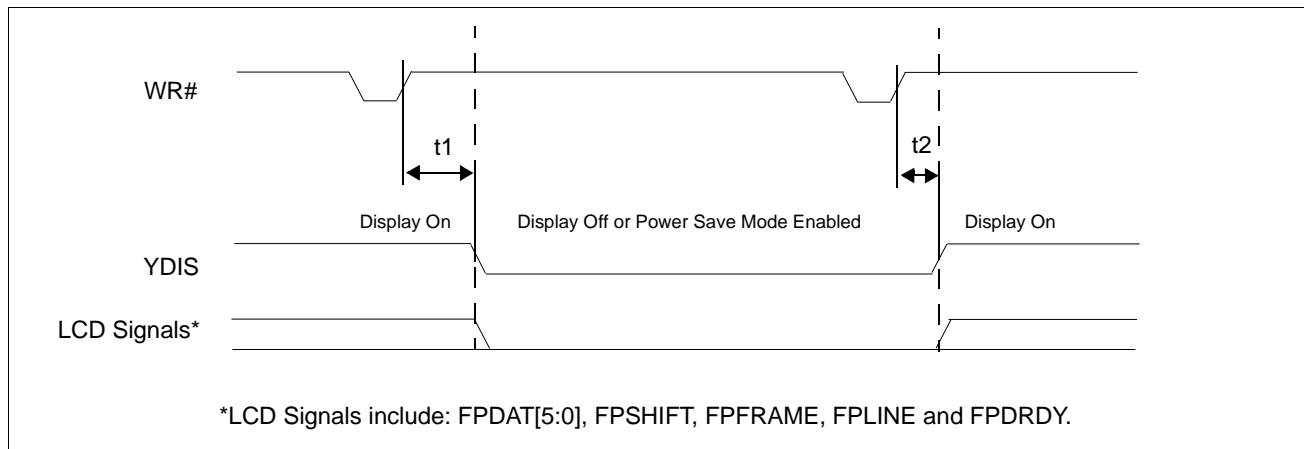 WR#
t1
t2
Display On
Display Off or Power Save Mode Enabled
Display On
YDIS
LCD Signals*
*LCD Signals include: FPDAT[5:0], FPSHIFT, FPFRAME, FPLINE and FPDRDY.